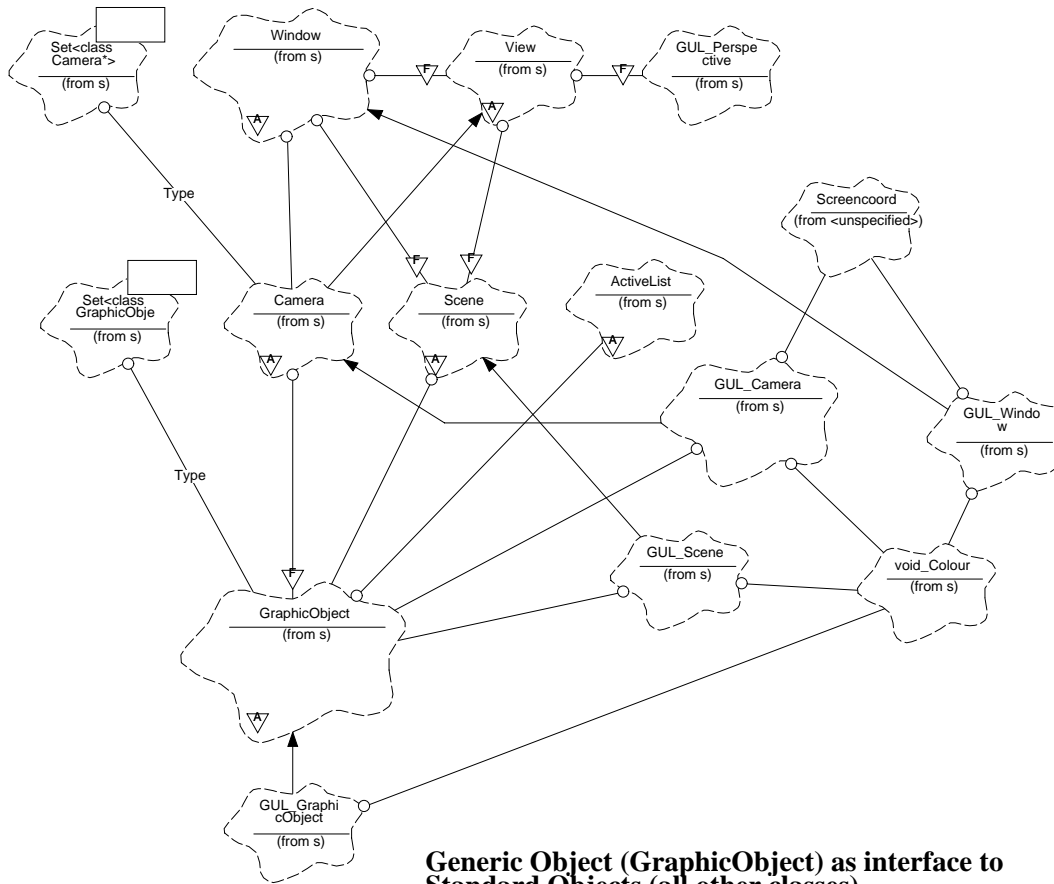 Set<class
Camera*>
(from s)
Window
(from s)
A
F
View
(from s)
A
F
GUL_Perspe
ctive
(from s)
Type
Screencoord
(from <unspecified>)
Set<class
GraphicObje
(from s)
Camera
(from s)
A
F
F
Scene
(from s)
A
ActiveList
(from s)
A
GUL_Camera
(from s)
GUL_Windo
w
(from s)
Type
GUL_Scene
(from s)
void_Colour
(from s)
F
GraphicObject
(from s)
A
GUL_Graphi
cObject
(from s)
Generic Object (GraphicObject) as interface to
Standard Objects (all other classes)